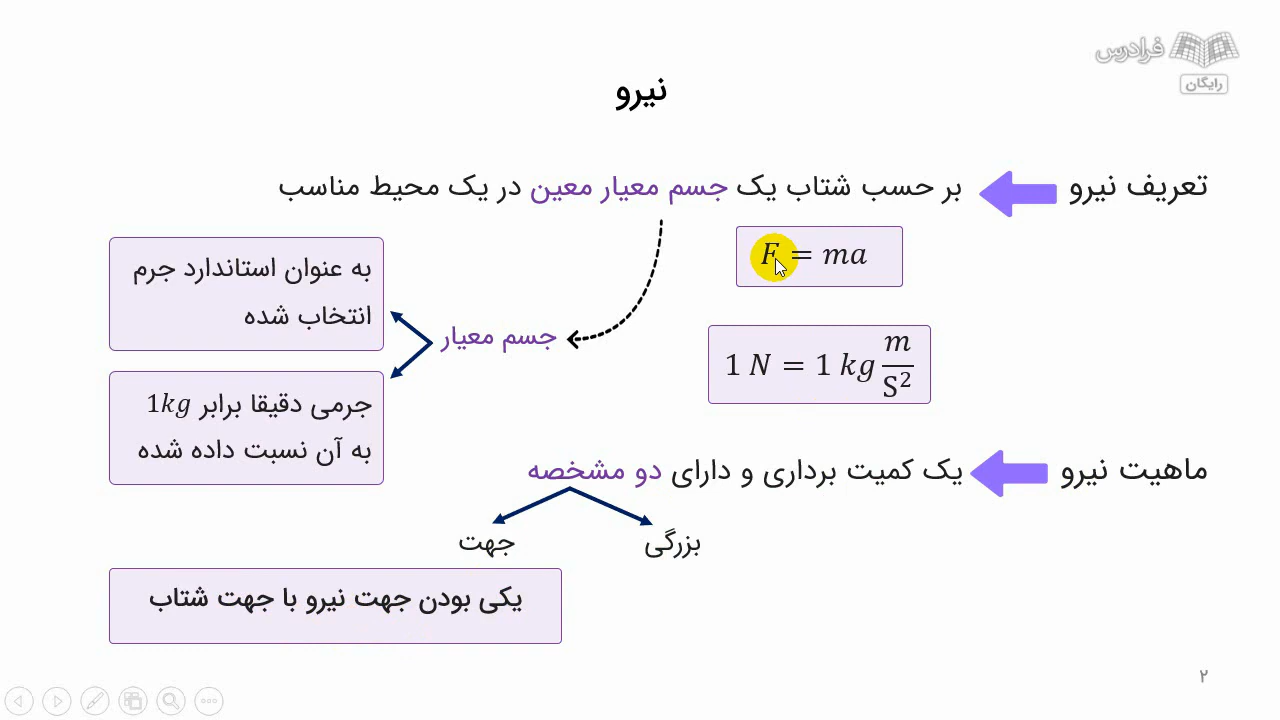 فرادرس
رایگان
نیرو
تعریف نیرو
بر حسب شتاب یک جسم معیار معین در یک محیط مناسب
F = ma
1 N = 1 kg m/S²
جسم معیار
به عنوان استاندارد جرم
انتخاب شده
جرمی دقیقا برابر 1kg
به آن نسبت داده شده
ماهیت نیرو
یک کمیت برداری و دارای دو مشخصه
بزرگی
جهت
یکی بودن جهت نیرو با جهت شتاب
۲